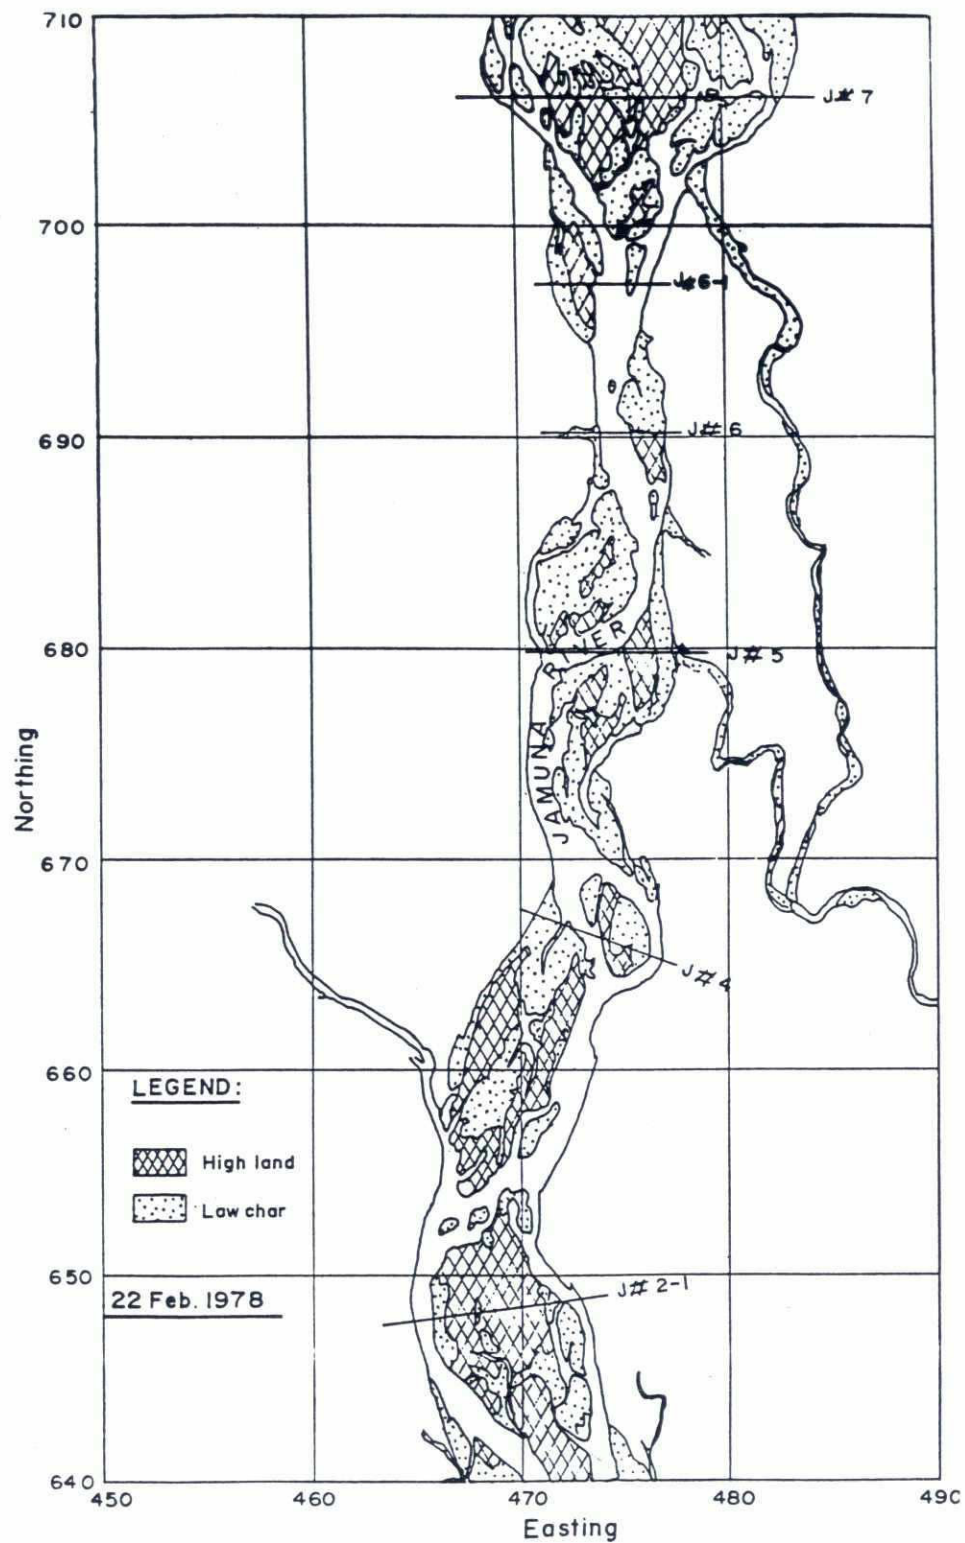 710
J# 7
700
J#6-1
690
J# 6
680
J# 5
JAMUNA RIVER
Northing
670
J#4
660
LEGEND:
High land
Low char
650
J# 2-1
22 Feb. 1978
640
450
460
470
480
490
Easting